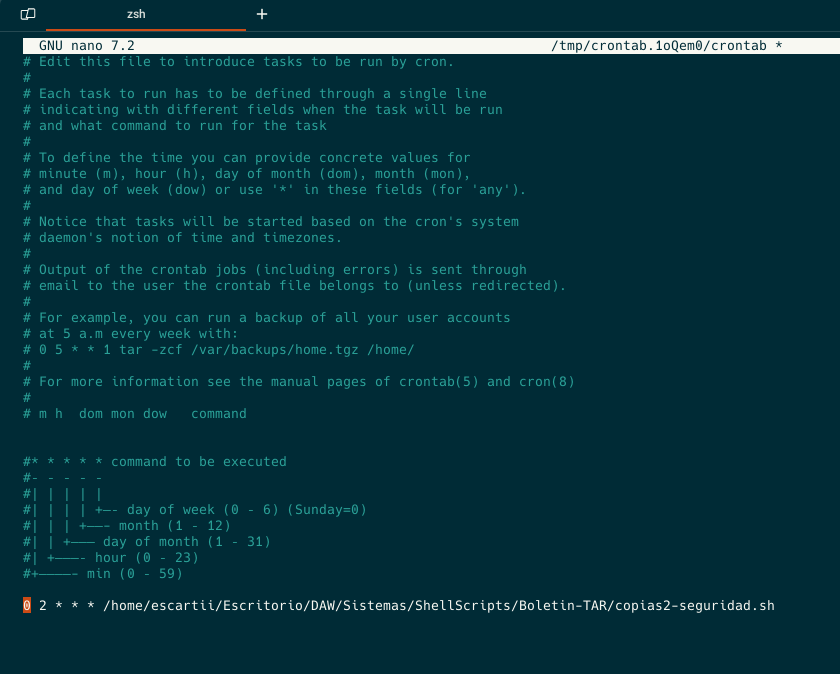 zsh +
GNU nano 7.2 /tmp/crontab.1oQem0/crontab *
# Edit this file to introduce tasks to be run by cron.
#
# Each task to run has to be defined through a single line
# indicating with different fields when the task will be run
# and what command to run for the task
#
# To define the time you can provide concrete values for
# minute (m), hour (h), day of month (dom), month (mon),
# and day of week (dow) or use '*' in these fields (for 'any').
#
# Notice that tasks will be started based on the cron's system
# daemon's notion of time and timezones.
#
# Output of the crontab jobs (including errors) is sent through
# email to the user the crontab file belongs to (unless redirected).
#
# For example, you can run a backup of all your user accounts
# at 5 a.m every week with:
# 0 5 * * 1 tar -zcf /var/backups/home.tgz /home/
#
# For more information see the manual pages of crontab(5) and cron(8)
#
# m h  dom mon dow   command
#* * * * * command to be executed
#- - - - -
#| | | | |
#| | | | +—-- day of week (0 - 6) (Sunday=0)
#| | | +——- month (1 - 12)
#| | +——— day of month (1 - 31)
#| +———- hour (0 - 23)
#+————- min (0 - 59)
0 2 * * * /home/escartii/Escritorio/DAW/Sistemas/ShellScripts/Boletin-TAR/copias2-seguridad.sh